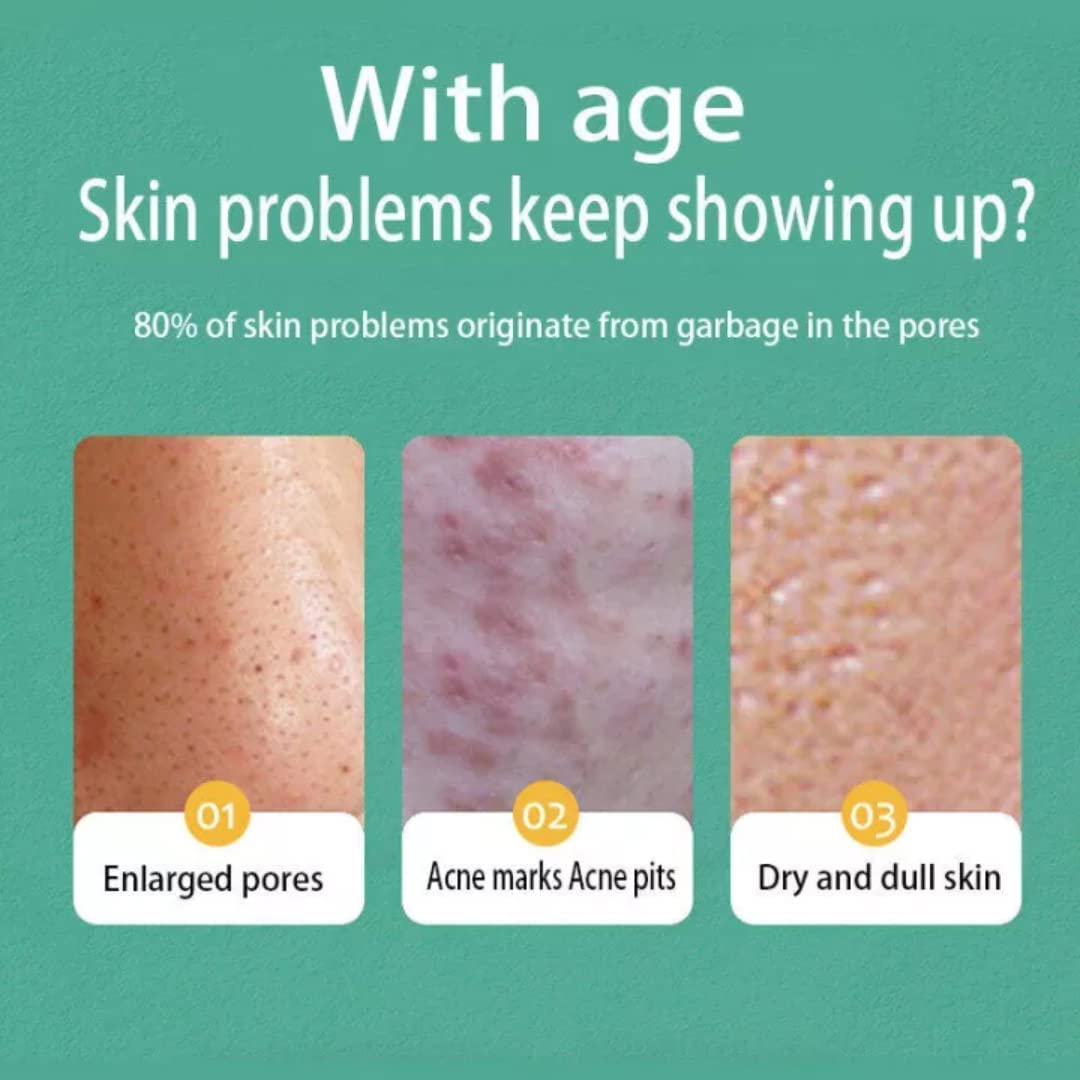 With age
Skin problems keep showing up?
80% of skin problems originate from garbage in the pores
01
Enlarged pores
02
Acne marks Acne pits
03
Dry and dull skin